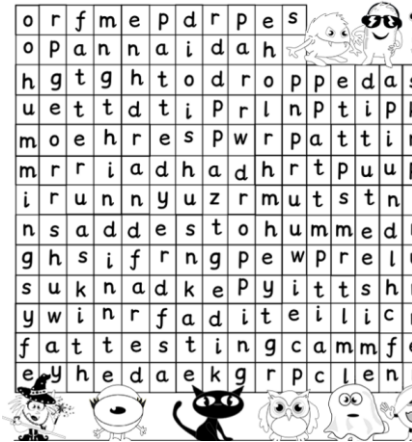 o r f m e p d r p e s
o p a n n a i d a h
h g t g h t o d r o p p e d a s
u e t t d t i p r l n p t i p
m o e h r e s p w r p a t t i
m r r i a d h a d h r t p u u
i r u n n y u z r m u t s t n
n s a d d e s t o h u m m e d
g h s i f r n g p e w p r e l
s u k n a d k e p y i t t s h
y w i n r f a d i t e i l i c
f a t t e s t i n g c a m m f
e y h e d a e k g r p c l e n